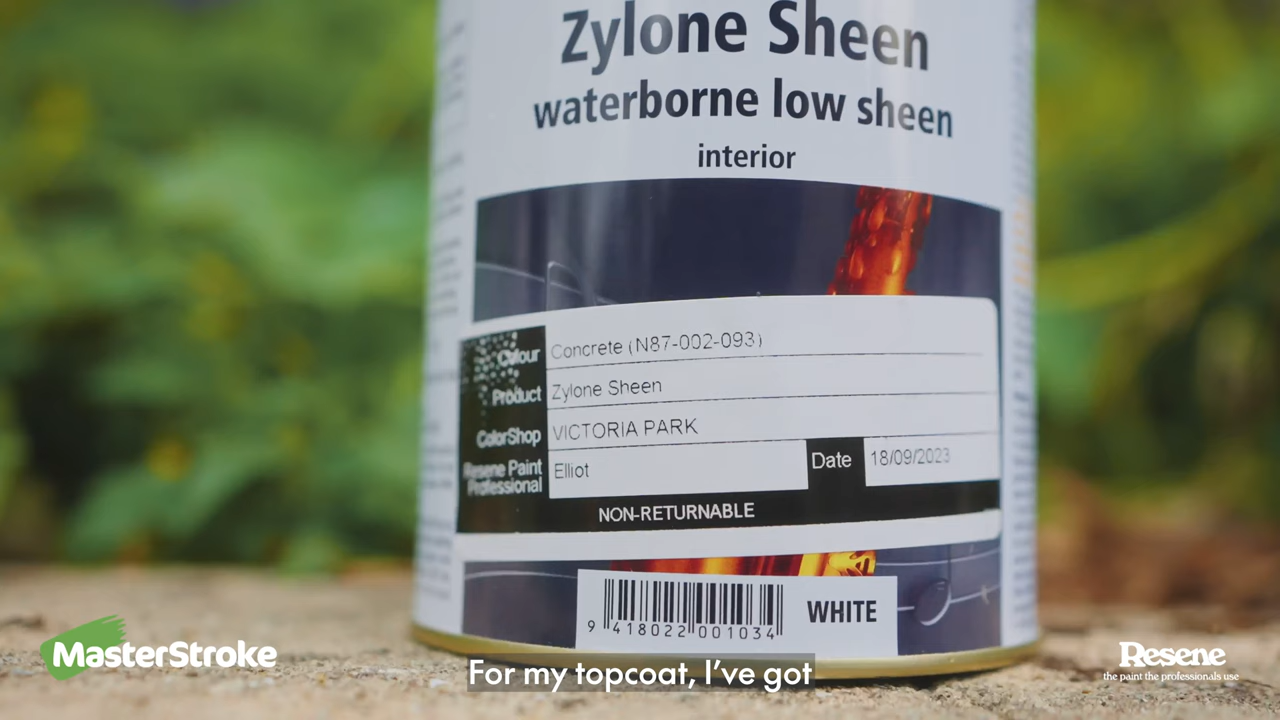 Zylone Sheen
waterborne low sheen
interior
Colour Concrete (N87-002-093)
Product Zylone Sheen
ColorShop VICTORIA PARK
Resene Paint
Professional Elliot Date 18/09/2023
NON-RETURNABLE
9 418022 001034 WHITE
MasterStroke
For my topcoat, I've got
Resene
the paint the professionals use